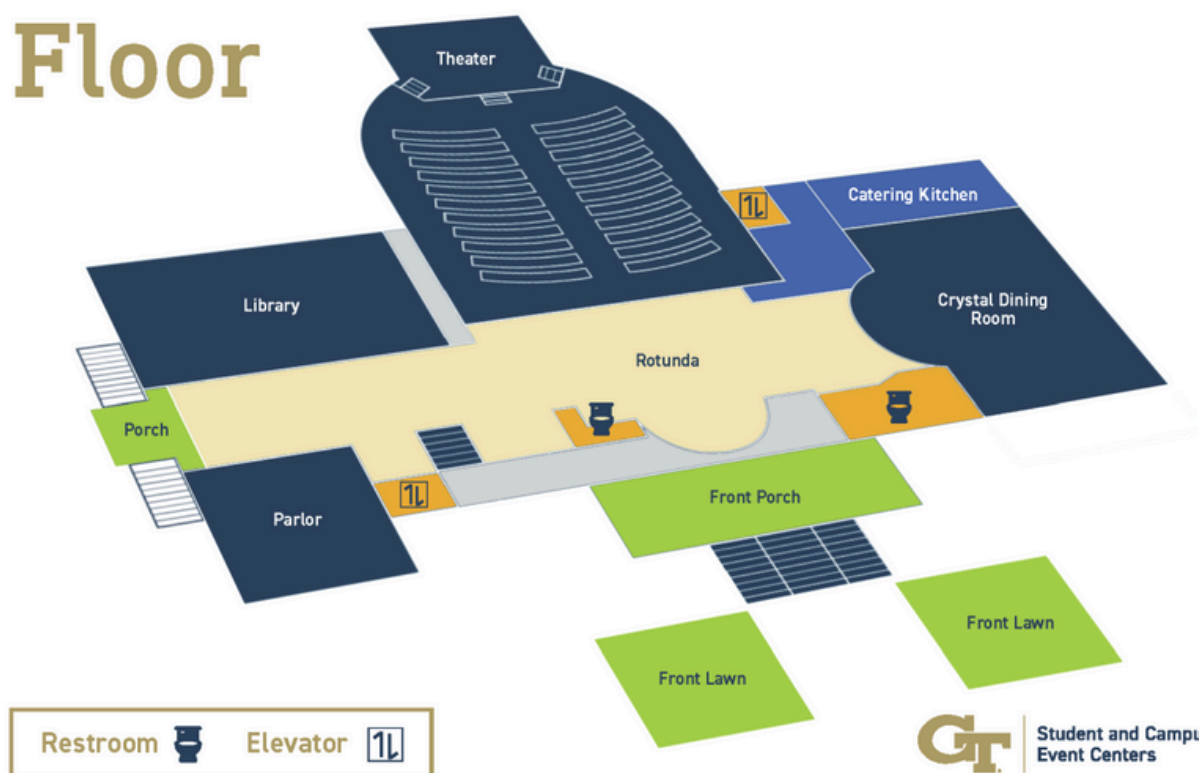 Floor
Theater
Catering Kitchen
Library
Crystal Dining
Room
Rotunda
Porch
Front Porch
Parlor
Front Lawn
Front Lawn
Restroom
Elevator
GT
Student and Campu
Event Centers